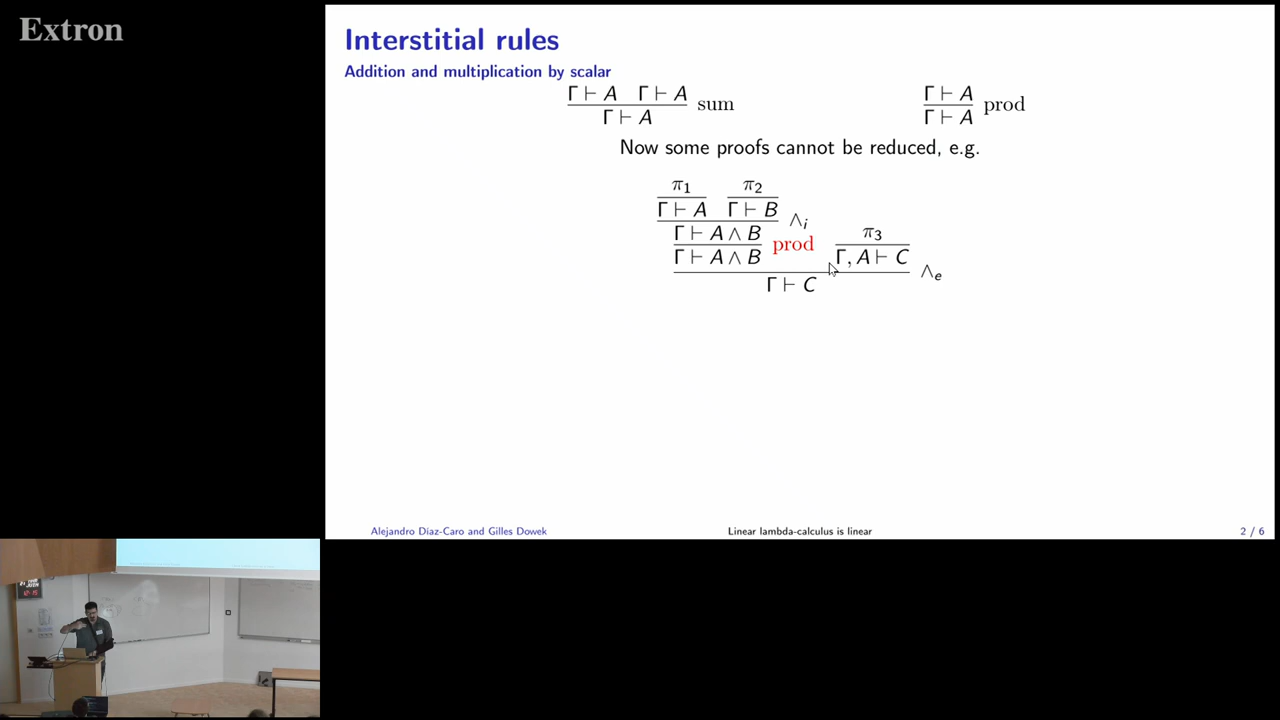 Extron
Interstitial rules
Addition and multiplication by scalar
Γ ⊢ A Γ ⊢ A
Γ ⊢ A
sum
Γ ⊢ A
Γ ⊢ A
prod
Now some proofs cannot be reduced, e.g.
π1 π2
Γ ⊢ A Γ ⊢ B
∧i
Γ ⊢ A ∧ B
prod
π3
Γ ⊢ A ∧ B Γ, A ⊢ C
∧e
Γ ⊢ C
Alejandro Díaz-Caro and Gilles Dowek
Linear lambda-calculus is linear
2 / 6